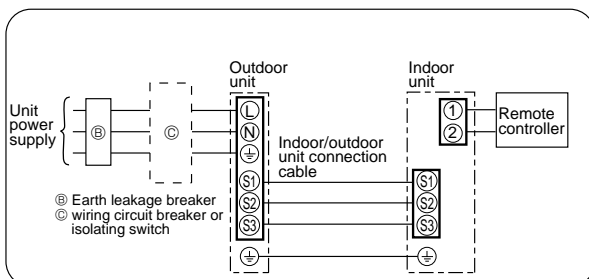 Outdoor
unit
Indoor
unit
Unit
power
supply
Ⓑ
Ⓒ
L
N
1
2
Remote
controller
Indoor/outdoor
unit connection
cable
S1
S2
S3
S1
S2
S3
Ⓑ Earth leakage breaker
Ⓒ wiring circuit breaker or
isolating switch